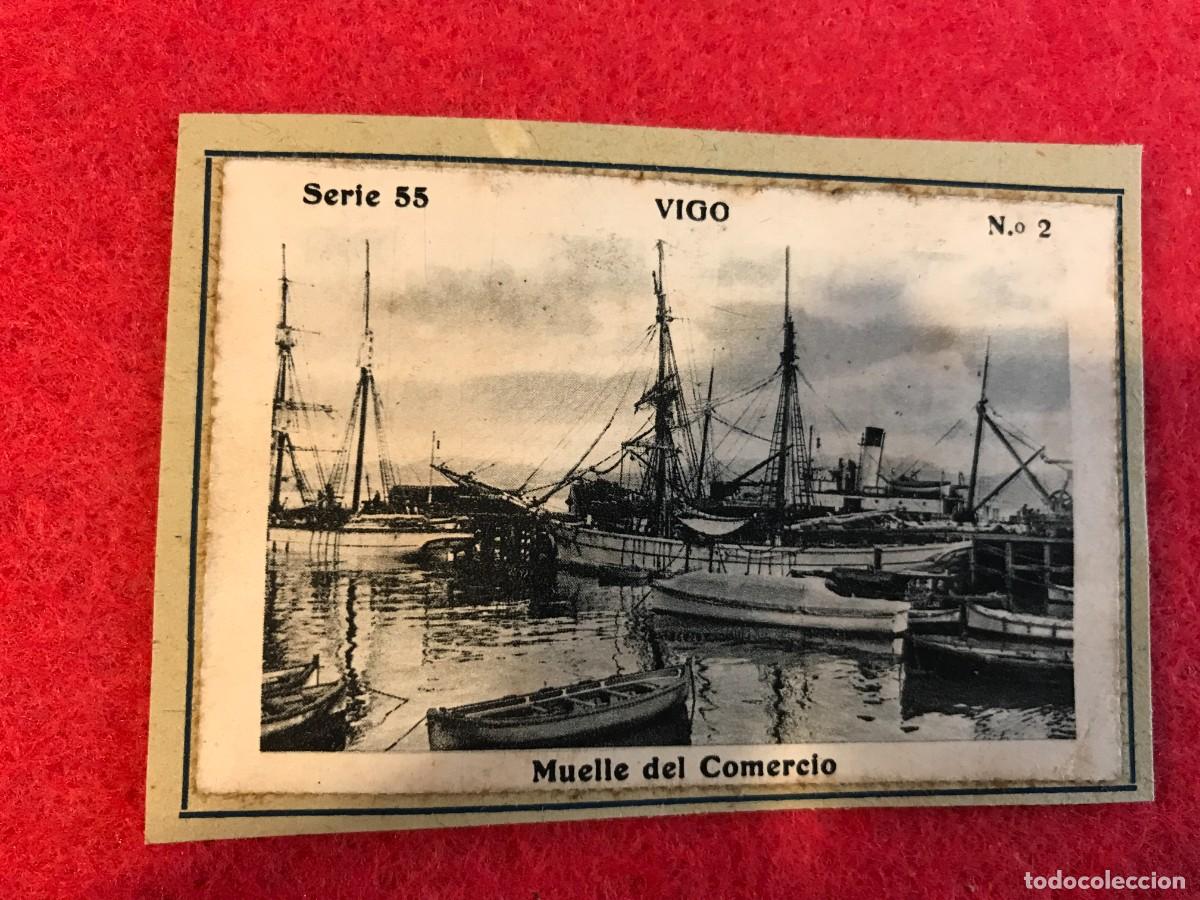 Serie 55
VIGO
N.o 2
Muelle del Comercio
todocoleccion